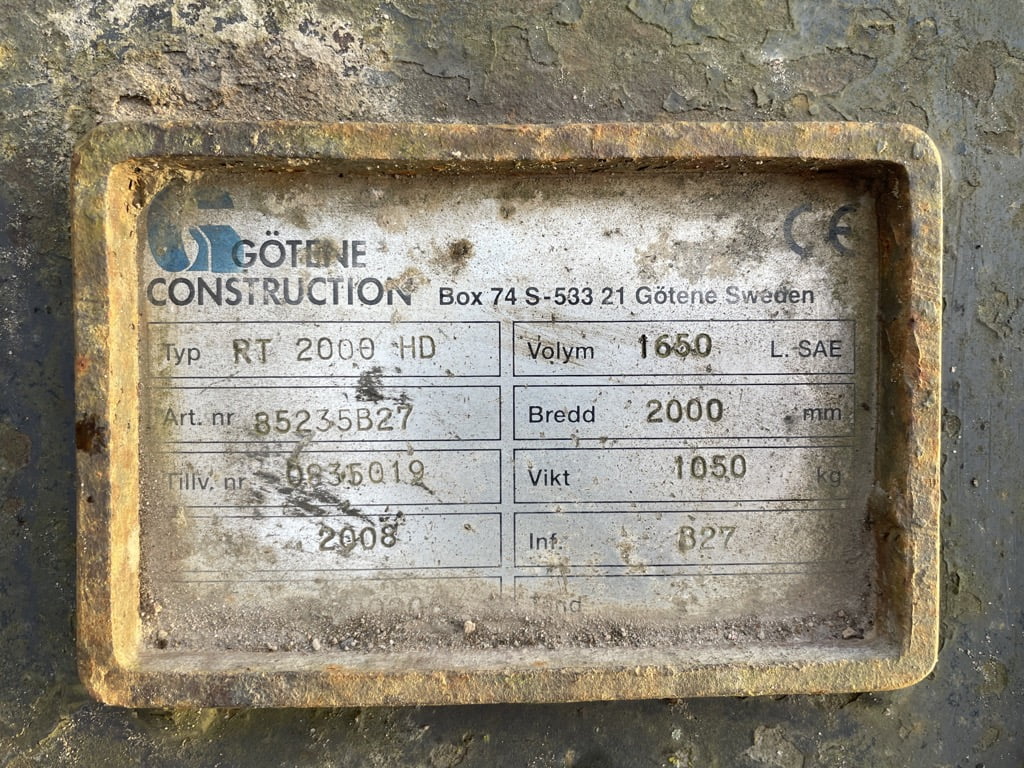 GÖTENE
CE
CONSTRUCTION Box 74 S-533 21 Götene Sweden
Typ RT 2000 HD Volym 1650 L. SAE
Art. nr 85235B27 Bredd 2000 mm
Tillv. nr 0835019 Vikt 1050 kg
2008 Inf. B27
Tand